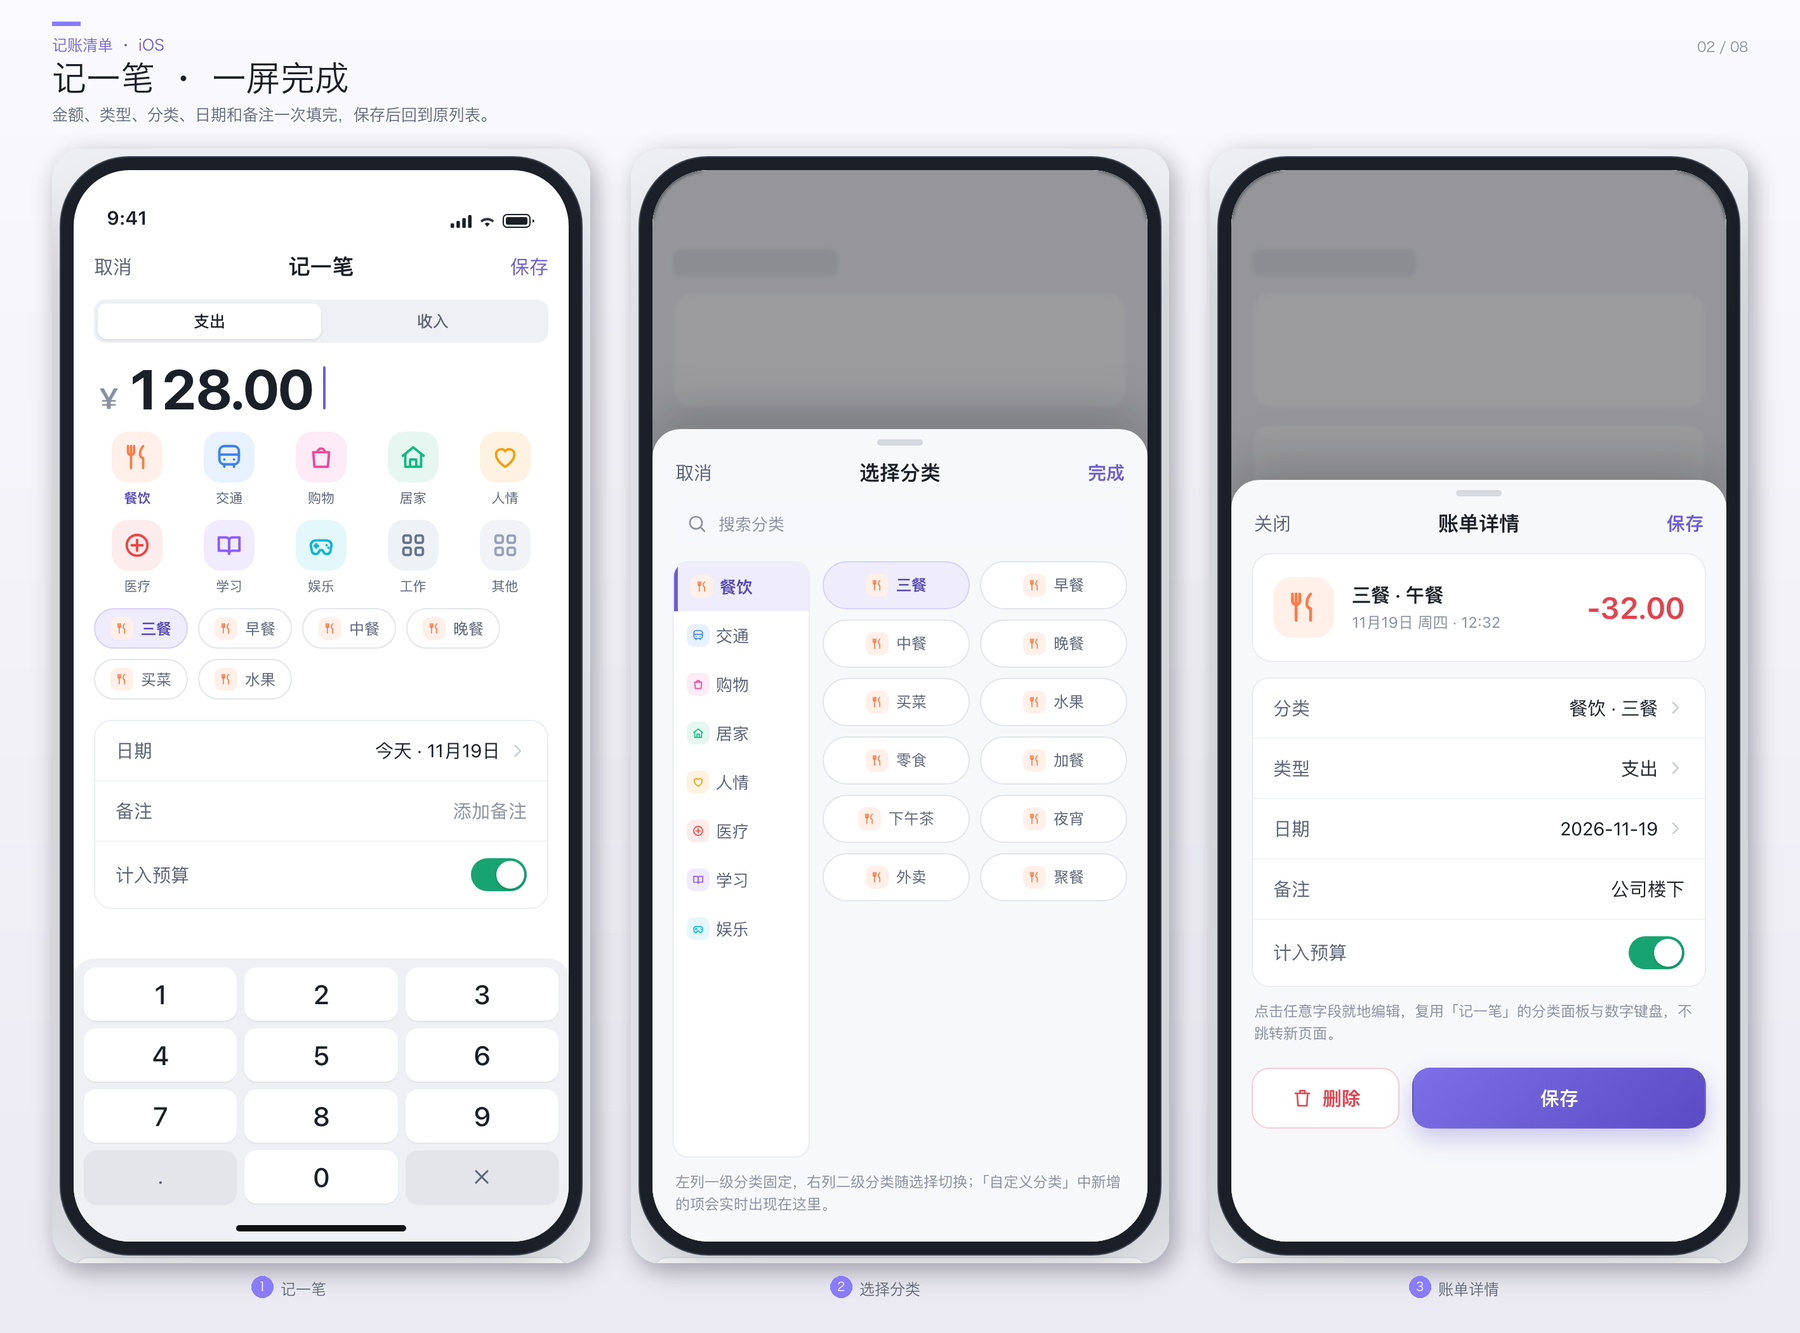 记账清单 · iOS
02 / 08
记一笔 · 一屏完成
金额、类型、分类、日期和备注一次填完，保存后回到原列表。
9:41
取消 记一笔 保存
支出 收入
¥ 128.00
餐饮 交通 购物 居家 人情
医疗 学习 娱乐 工作 其他
三餐 早餐 中餐 晚餐
买菜 水果
日期 今天 · 11月19日
备注 添加备注
计入预算
1 2 3
4 5 6
7 8 9
. 0 ×
1 记一笔
取消 选择分类 完成
搜索分类
餐饮
交通
购物
居家
人情
医疗
学习
娱乐
三餐 早餐
中餐 晚餐
买菜 水果
零食 加餐
下午茶 夜宵
外卖 聚餐
左列一级分类固定，右列二级分类随选择切换；「自定义分类」中新增
的项会实时出现在这里。
2 选择分类
关闭 账单详情 保存
三餐 · 午餐
11月19日 周四 · 12:32
-32.00
分类 餐饮 · 三餐
类型 支出
日期 2026-11-19
备注 公司楼下
计入预算
点击任意字段就地编辑，复用「记一笔」的分类面板与数字键盘，不
跳转新页面。
删除 保存
3 账单详情